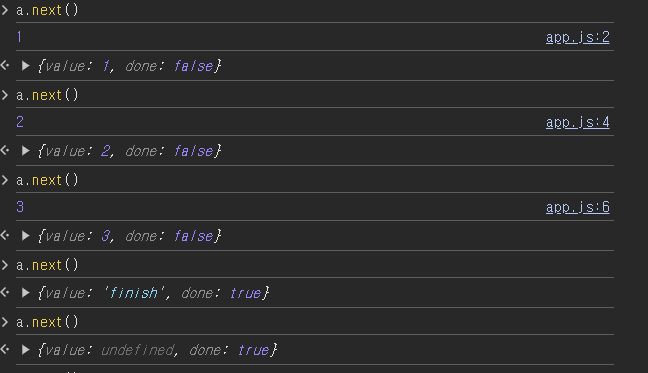 > a.next()
1 app.js:2
▶ {value: 1, done: false}
> a.next()
2 app.js:4
▶ {value: 2, done: false}
> a.next()
3 app.js:6
▶ {value: 3, done: false}
> a.next()
▶ {value: 'finish', done: true}
> a.next()
▶ {value: undefined, done: true}